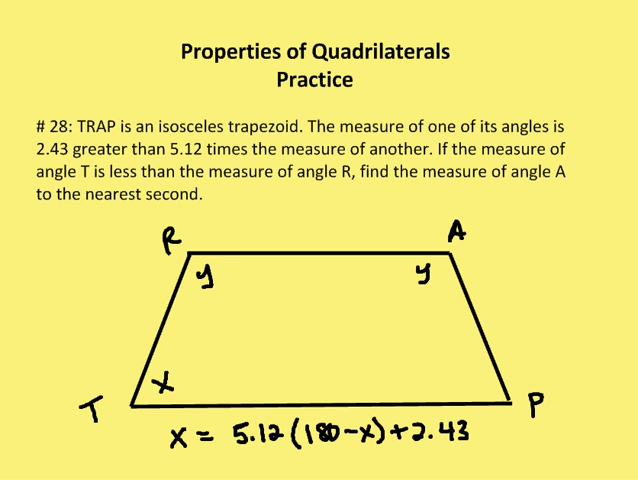 Properties of Quadrilaterals
Practice
# 28: TRAP is an isosceles trapezoid. The measure of one of its angles is
2.43 greater than 5.12 times the measure of another. If the measure of
angle T is less than the measure of angle R, find the measure of angle A
to the nearest second.
R A
y y
x
T P
x = 5.12 (180-x) + 2.43